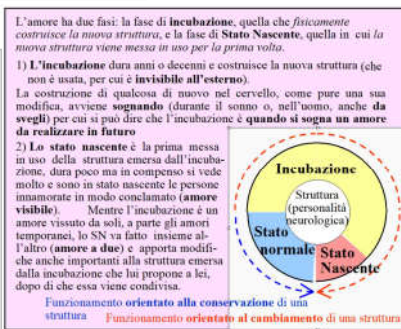 L'amore ha due fasi: la fase di incubazione, quella che fisicamente
costruisce la nuova struttura, e la fase di Stato Nascente, quella in cui la
nuova struttura viene messa in uso per la prima volta.
1) L'incubazione dura anni o decenni e costruisce la nuova struttura (che
non è usata, per cui è invisibile all'esterno).
La costruzione di qualcosa di nuovo nel cervello, come pure una sua
modifica, avviene sognando (durante il sonno o, nell'uomo, anche da
svegli) per cui si può dire che l'incubazione è quando si sogna un amore
da realizzare in futuro
2) Lo stato nascente è la prima messa
in uso della struttura emersa dall'incuba-
zione, dura poco ma in compenso si vede
molto e sono in stato nascente le persone
innamorate in modo conclamato (amore
visibile). Mentre l'incubazione è un
amore vissuto da soli, a parte gli amori
temporanei, lo SN va fatto insieme al-
l'altro (amore a due) e apporta modifi-
che anche importanti alla struttura emersa
dalla incubazione che lui propone a lei,
dopo di che essa viene condivisa.
Incubazione
Struttura
(personalità
neurologica)
Stato
normale
Stato
Nascente
Funzionamento orientato alla conservazione di una
struttura
Funzionamento orientato al cambiamento di una struttura